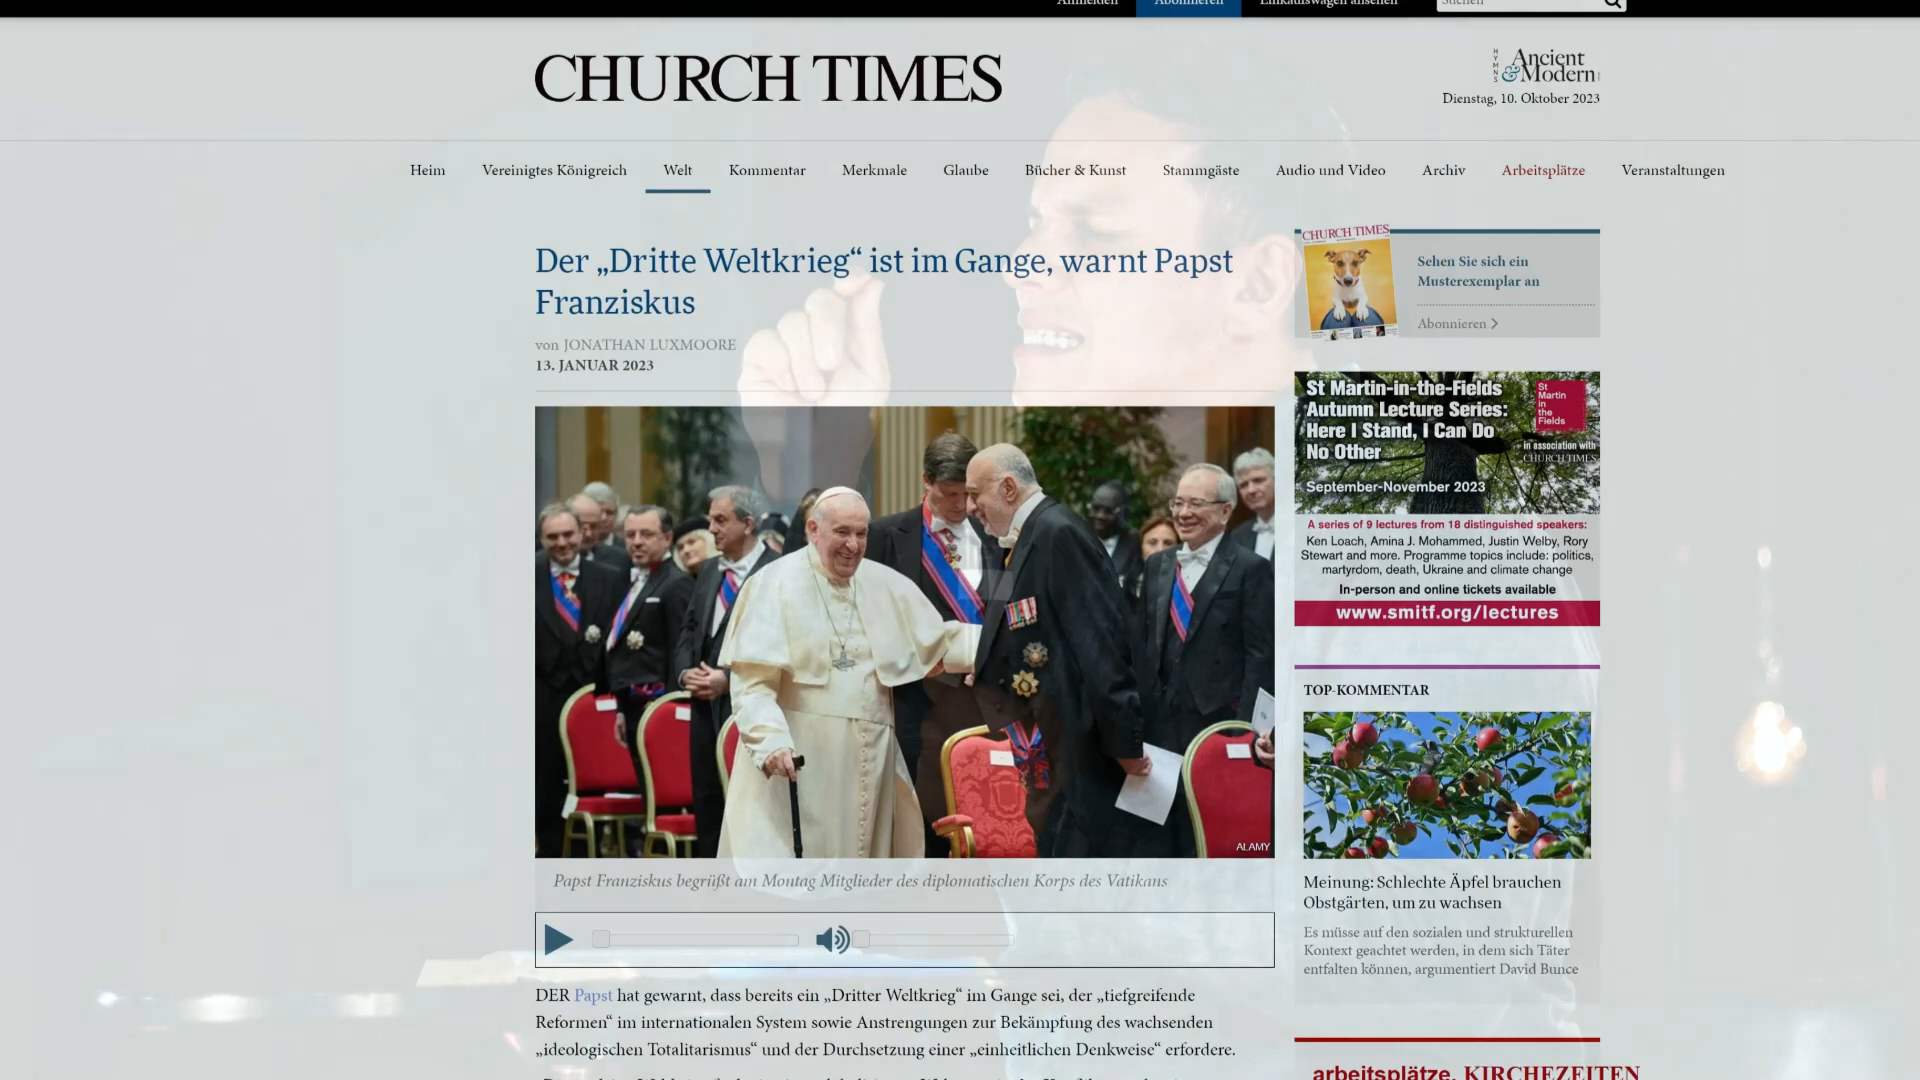 Anmelden Abonnieren Einkaufswagen ansehen Suchen
CHURCH TIMES
HYMNS Ancient & Modern
Dienstag, 10. Oktober 2023
Heim Vereinigtes Königreich Welt Kommentar Merkmale Glaube Bücher & Kunst Stammgäste Audio und Video Archiv Arbeitsplätze Veranstaltungen
Der „Dritte Weltkrieg“ ist im Gange, warnt Papst
Franziskus
von JONATHAN LUXMOORE
13. JANUAR 2023
ALAMY
Papst Franziskus begrüßt am Montag Mitglieder des diplomatischen Korps des Vatikans
DER Papst hat gewarnt, dass bereits ein „Dritter Weltkrieg“ im Gange sei, der „tiefgreifende
Reformen“ im internationalen System sowie Anstrengungen zur Bekämpfung des wachsenden
„ideologischen Totalitarismus“ und der Durchsetzung einer „einheitlichen Denkweise“ erfordere.
CHURCH TIMES
Sehen Sie sich ein
Musterexemplar an
Abonnieren
St Martin-in-the-Fields
Autumn Lecture Series:
Here I Stand, I Can Do
No Other
St
Martin
in
the
Fields
in association with
CHURCH TIMES
September-November 2023
A series of 9 lectures from 18 distinguished speakers:
Ken Loach, Amina J. Mohammed, Justin Welby, Rory
Stewart and more. Programme topics include: politics,
martyrdom, death, Ukraine and climate change
In-person and online tickets available
www.smitf.org/lectures
TOP-KOMMENTAR
Meinung: Schlechte Äpfel brauchen
Obstgärten, um zu wachsen
Es müsse auf den sozialen und strukturellen
Kontext geachtet werden, in dem sich Täter
entfalten können, argumentiert David Bunce
arbeitsplätze. KIRCHEZEITEN